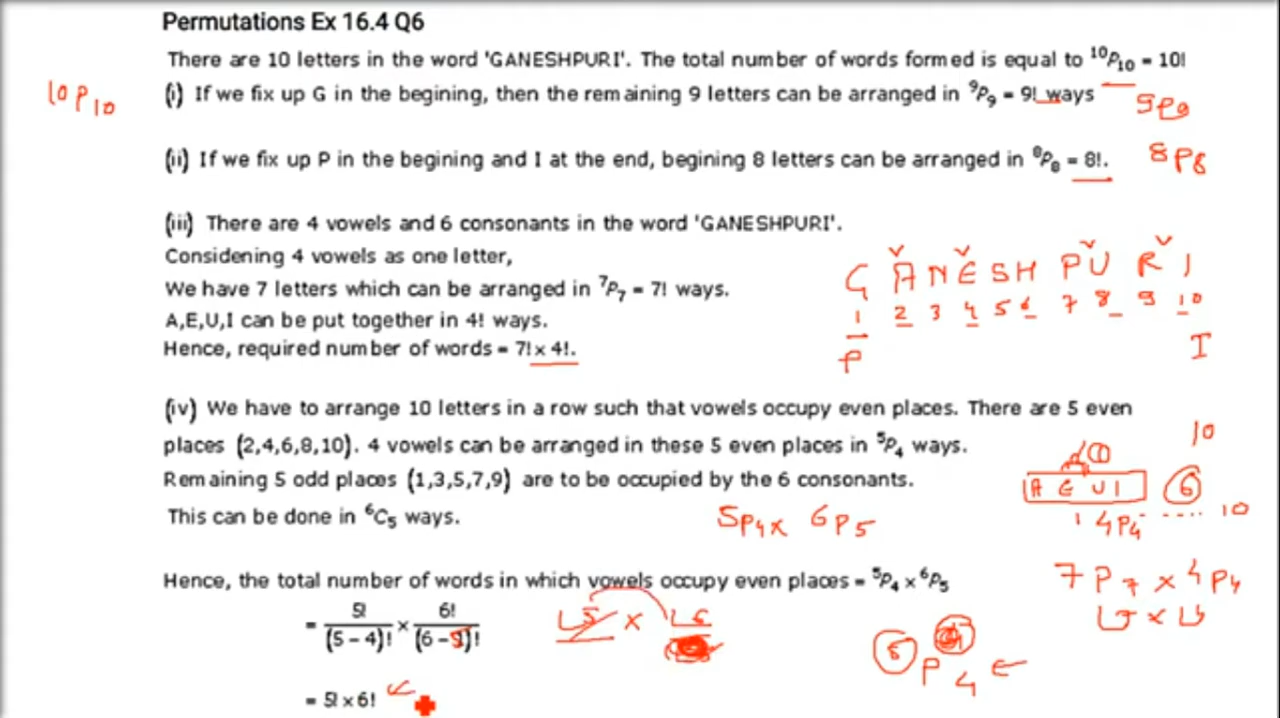 Permutations Ex 16.4 Q6
There are 10 letters in the word 'GANESHPURI'. The total number of words formed is equal to ¹⁰P₁₀ = 10!
10P10
(i) If we fix up G in the begining, then the remaining 9 letters can be arranged in ⁹P₉ = 9! ways
9P9
(ii) If we fix up P in the begining and I at the end, begining 8 letters can be arranged in ⁸P₈ = 8!.
8P8
(iii) There are 4 vowels and 6 consonants in the word 'GANESHPURI'.
Considening 4 vowels as one letter,
We have 7 letters which can be arranged in ⁷P₇ = 7! ways.
A,E,U,I can be put together in 4! ways.
Hence, required number of words = 7! × 4!.
G A N E S H P U R I
1 2 3 4 5 6 7 8 9 10
P I
(iv) We have to arrange 10 letters in a row such that vowels occupy even places. There are 5 even
places (2,4,6,8,10). 4 vowels can be arranged in these 5 even places in ⁵P₄ ways.
Remaining 5 odd places (1,3,5,7,9) are to be occupied by the 6 consonants.
This can be done in ⁶C₅ ways.
5P4 x 6P5
10
A E U I 6
1 4P4 10
Hence, the total number of words in which vowels occupy even places = ⁵P₄ × ⁶P₅
7P7 x 4P4
= 5!/(5 – 4)! × 6!/(6 – 5)!
5 x 6
5 P 4
= 5! × 6!